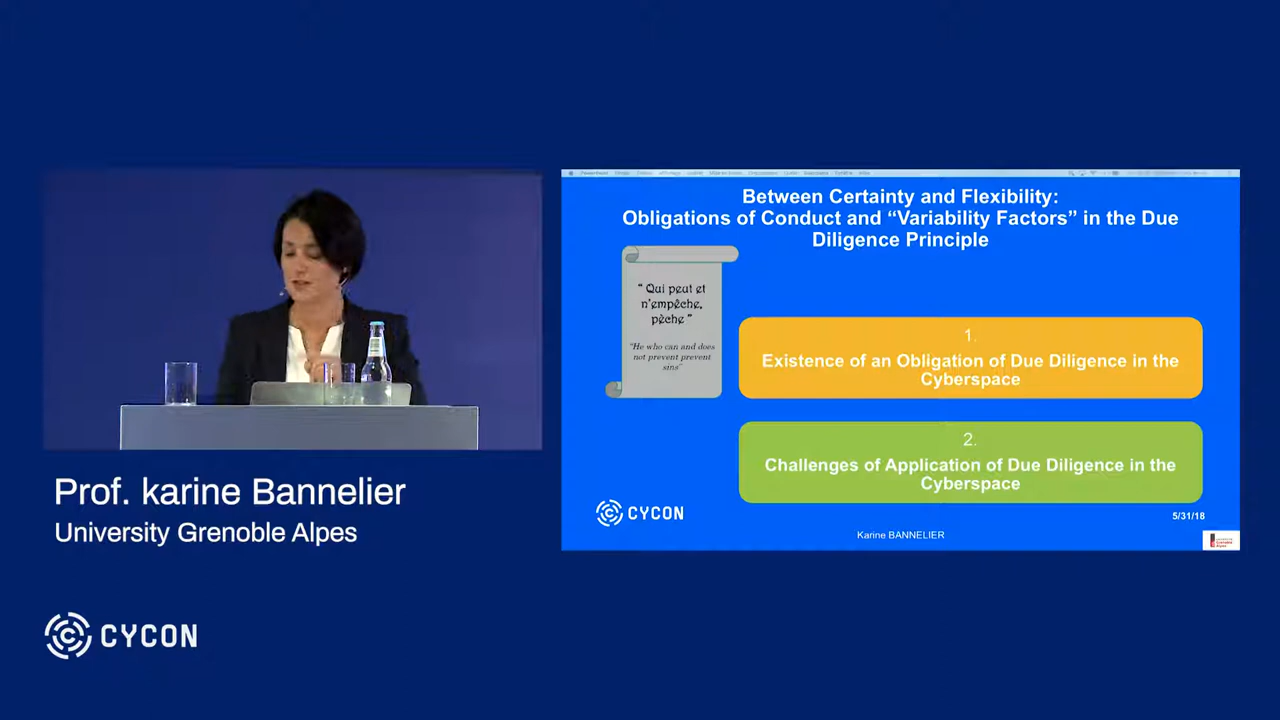 Between Certainty and Flexibility:
Obligations of Conduct and “Variability Factors” in the Due
Diligence Principle
“ Qui peut et
n’empêche,
pèche ”
“He who can and does
not prevent prevent
sins”
1.
Existence of an Obligation of Due Diligence in the
Cyberspace
2.
Challenges of Application of Due Diligence in the
Cyberspace
CYCON
5/31/18
Karine BANNELIER
Prof. karine Bannelier
University Grenoble Alpes
CYCON